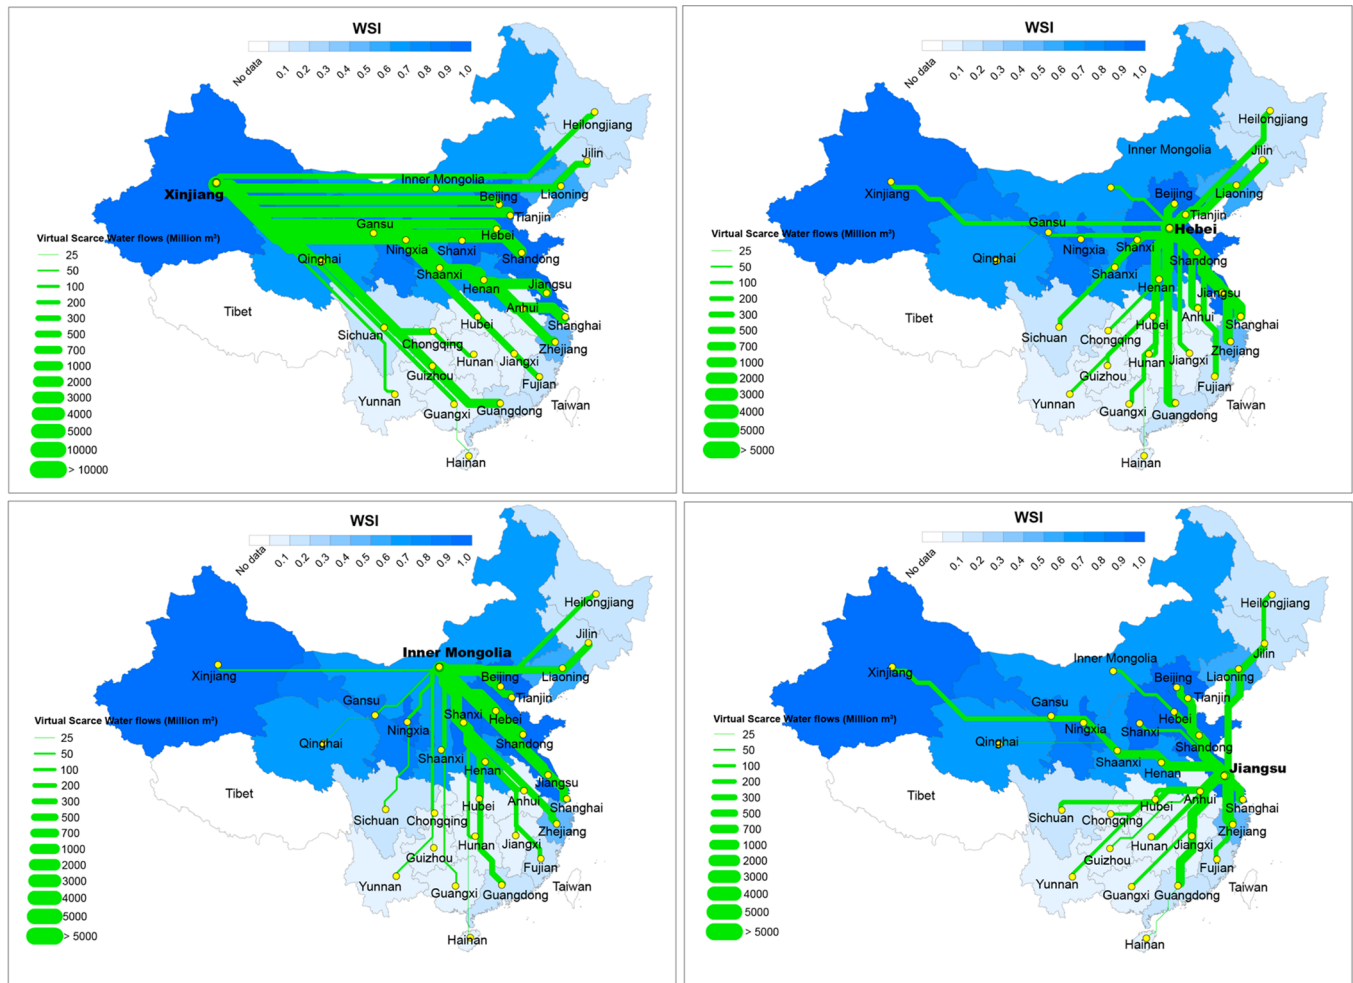 WSI
No data 0.1 0.2 0.3 0.4 0.5 0.6 0.7 0.8 0.9 1.0
Heilongjiang
Jilin
Inner Mongolia
Liaoning
Xinjiang
Beijing
Tianjin
Gansu
Hebei
Virtual Scarce Water flows (Million m³)
Ningxia
Shanxi
Shandong
Qinghai
Shaanxi
Henan
Jiangsu
Tibet
Anhui
Hubei
Shanghai
Sichuan
Chongqing
Zhejiang
Hunan
Jiangxi
Guizhou
Fujian
Yunnan
Guangxi
Guangdong
Taiwan
Hainan
25
50
100
200
300
500
700
1000
2000
3000
4000
5000
10000
> 10000
WSI
No data 0.1 0.2 0.3 0.4 0.5 0.6 0.7 0.8 0.9 1.0
Heilongjiang
Inner Mongolia
Jilin
Xinjiang
Beijing
Liaoning
Tianjin
Gansu
Hebei
Virtual Scarce Water flows (Million m³)
Ningxia
Shanxi
Qinghai
Shandong
Shaanxi
Henan
Jiangsu
Tibet
Anhui
Hubei
Shanghai
Sichuan
Chongqing
Zhejiang
Hunan
Jiangxi
Guizhou
Fujian
Yunnan
Guangxi
Guangdong
Taiwan
Hainan
25
50
100
200
300
500
700
1000
2000
3000
4000
5000
> 5000
WSI
No data 0.1 0.2 0.3 0.4 0.5 0.6 0.7 0.8 0.9 1.0
Heilongjiang
Jilin
Inner Mongolia
Xinjiang
Beijing
Liaoning
Tianjin
Gansu
Shanxi
Hebei
Virtual Scarce Water flows (Million m³)
Ningxia
Qinghai
Shandong
Shaanxi
Henan
Jiangsu
Tibet
Hubei
Anhui
Shanghai
Sichuan
Chongqing
Zhejiang
Hunan
Jiangxi
Guizhou
Fujian
Yunnan
Guangxi
Guangdong
Taiwan
Hainan
25
50
100
200
300
500
700
1000
2000
3000
4000
5000
> 5000
WSI
No data 0.1 0.2 0.3 0.4 0.5 0.6 0.7 0.8 0.9 1.0
Heilongjiang
Jilin
Inner Mongolia
Xinjiang
Beijing
Liaoning
Tianjin
Gansu
Hebei
Virtual Scarce Water flows (Million m³)
Ningxia
Shanxi
Qinghai
Shandong
Shaanxi
Henan
Jiangsu
Tibet
Hubei
Anhui
Shanghai
Sichuan
Chongqing
Zhejiang
Hunan
Jiangxi
Guizhou
Fujian
Yunnan
Guangxi
Guangdong
Taiwan
Hainan
25
50
100
200
300
500
700
1000
2000
3000
4000
5000
> 5000